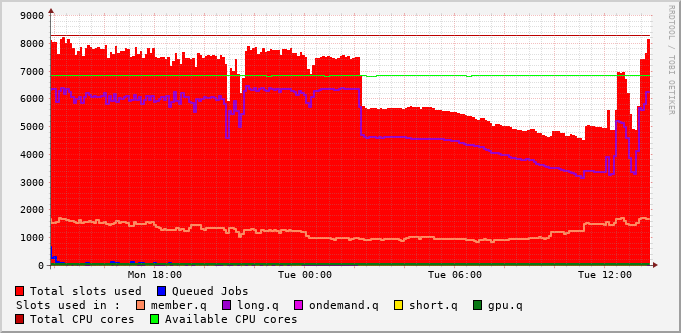 9000
8000
7000
6000
5000
4000
3000
2000
1000
0
Mon 18:00 Tue 00:00 Tue 06:00 Tue 12:00
Total slots used Queued Jobs
Slots used in : member.q long.q ondemand.q short.q gpu.q
Total CPU cores Available CPU cores
RRDTOOL / TOBI OETIKER